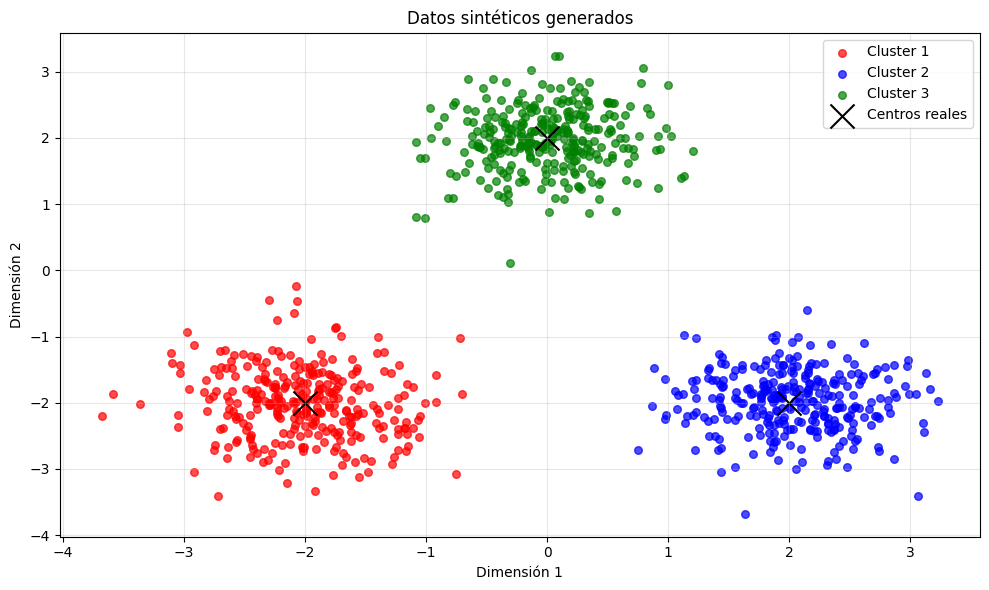 Datos sintéticos generados
Cluster 1
Cluster 2
Cluster 3
Centros reales
Dimensión 2
3
2
1
0
−1
−2
−3
−4
−4 −3 −2 −1 0 1 2 3
Dimensión 1